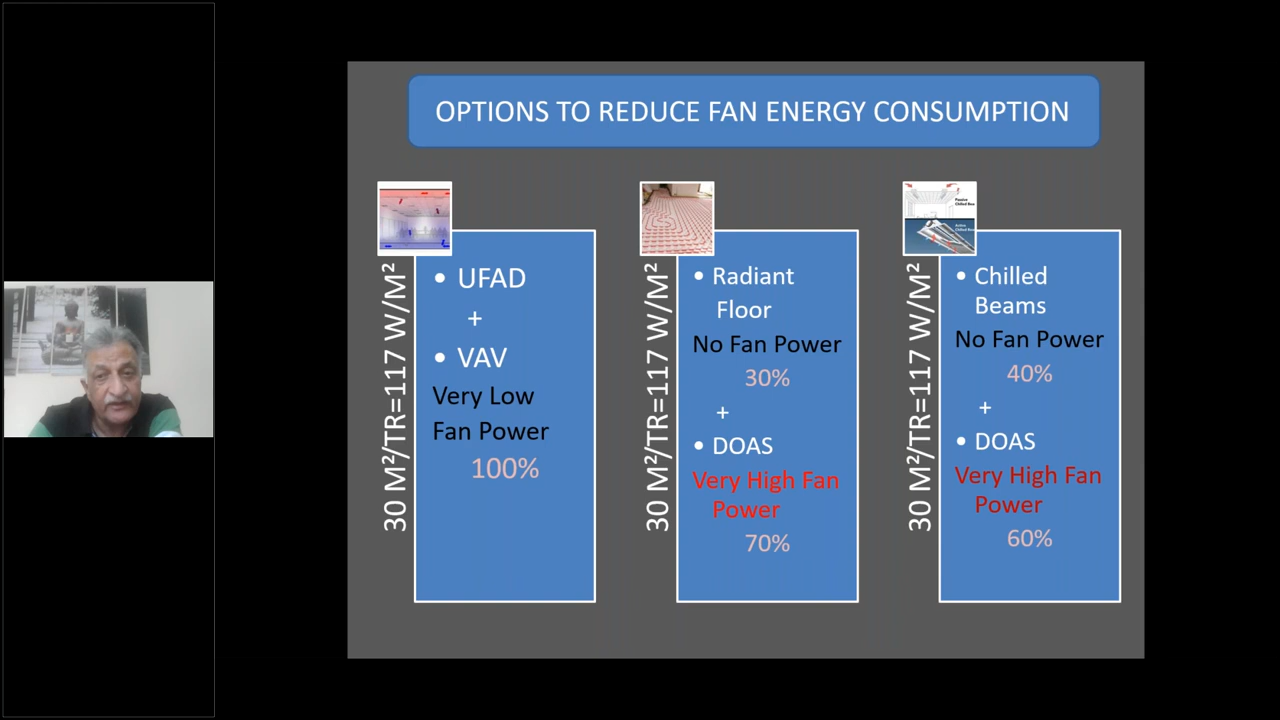 OPTIONS TO REDUCE FAN ENERGY CONSUMPTION
30 M²/TR=117 W/M²
• UFAD
+
• VAV
Very Low
Fan Power
100%
30 M²/TR=117 W/M²
• Radiant
Floor
No Fan Power
30%
+
• DOAS
Very High Fan
Power
70%
Passive
Active
30 M²/TR=117 W/M²
• Chilled
Beams
No Fan Power
40%
+
• DOAS
Very High Fan
Power
60%